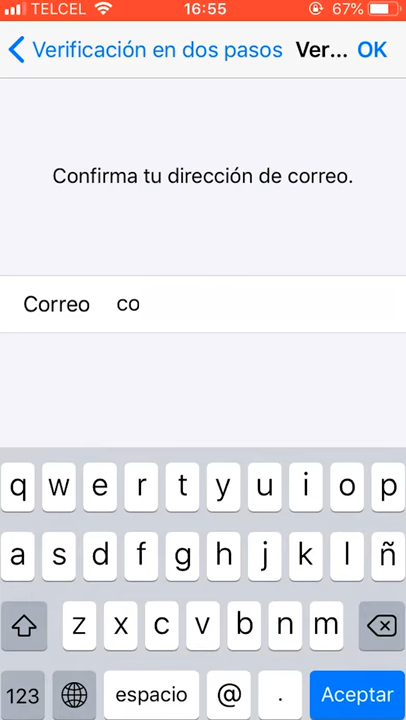 TELCEL 16:55 67%
Verificación en dos pasos Ver... OK
Confirma tu dirección de correo.
Correo co
q w e r t y u i o p
a s d f g h j k l ñ
z x c v b n m
123 espacio @ . Aceptar